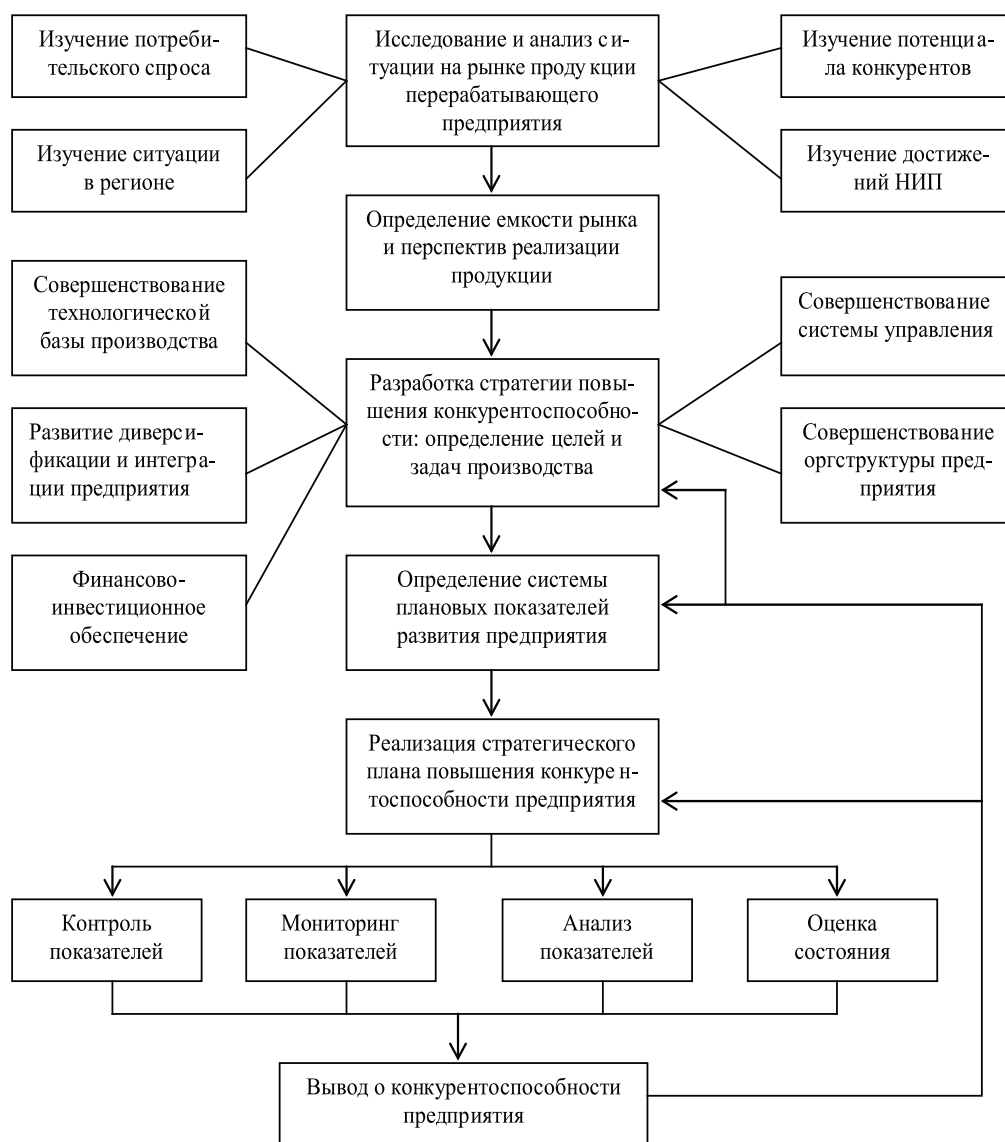 Изучение потреби-
тельского спроса
Исследование и анализ си-
туации на рынке продукции
перерабатывающего
предприятия
Изучение потенциа-
ла конкурентов
Изучение ситуации
в регионе
Изучение достиже-
ний НИП
Определение емкости рынка
и перспектив реализации
продукции
Совершенствование
технологической
базы производства
Совершенствование
системы управления
Разработка стратегии повы-
шения конкурентоспособно-
сти: определение целей и
задач производства
Развитие диверси-
фикации и интегра-
ции предприятия
Совершенствование
оргструктуры пред-
приятия
Финансово-
инвестиционное
обеспечение
Определение системы
плановых показателей
развития предприятия
Реализация стратегического
плана повышения конкурен-
тоспособности предприятия
Контроль
показателей
Мониторинг
показателей
Анализ
показателей
Оценка
состояния
Вывод о конкурентоспособности
предприятия